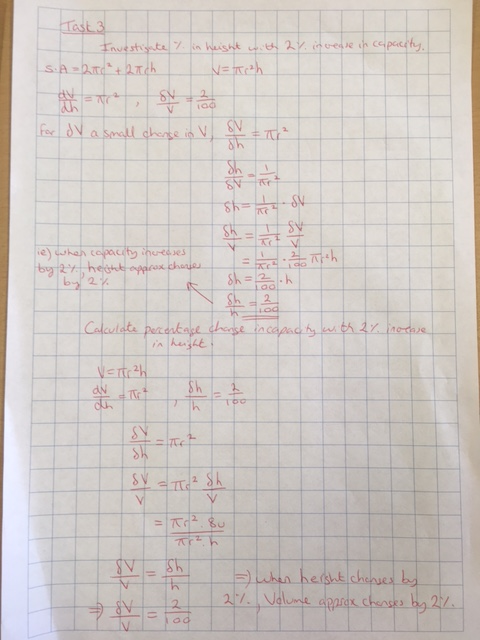 Task 3
Investigate % in height with 2% increase in capacity.
S.A = 2πr² + 2πrh    V = πr²h
dV/dh = πr² , δV/V = 2/100
For δV a small change in V, δV/δh = πr²
δh/δV = 1/πr²
δh = 1/πr² · δV
δh/V = 1/πr² δV/V
= 1/πr² · 2/100 πr²h
ie) when capacity increases
by 2%, height approx changes
by 2%
δh = 2/100 · h
δh/h = 2/100
Calculate percentage change in capacity with 2% increase
in height.
V = πr²h
dV/dh = πr² , δh/h = 2/100
δV/δh = πr²
δV/V = πr² δh/V
= πr² · δh/πr² · h
δV/V = δh/h ⇒ when height changes by
⇒ δV/V = 2/100 2%, Volume approx changes by 2%.